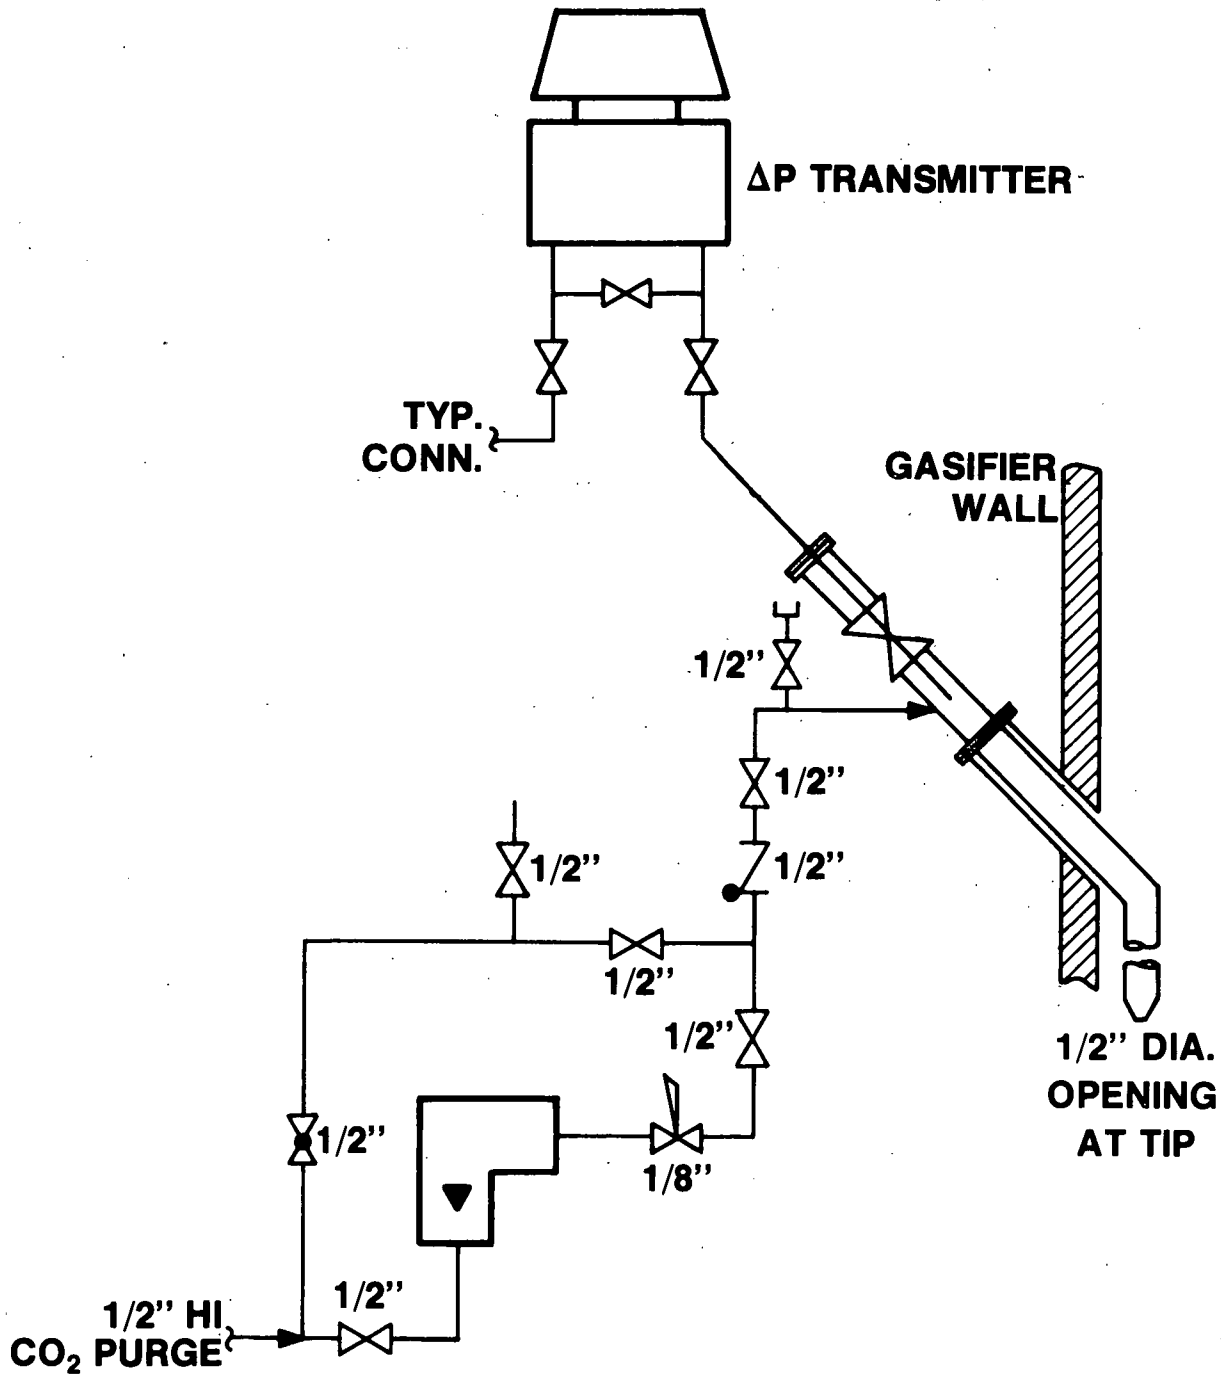 ΔP TRANSMITTER
TYP.
CONN.
GASIFIER
WALL
1/2”
1/2”
1/2”
1/2”
1/2”
1/2”
1/2”
1/8”
1/2”
1/2” HI
CO₂ PURGE
1/2” DIA.
OPENING
AT TIP